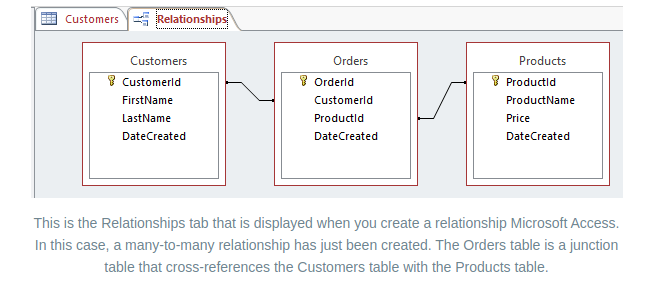 Customers Relationships
Customers Orders Products
CustomerId OrderId ProductId
FirstName CustomerId ProductName
LastName ProductId Price
DateCreated DateCreated DateCreated
This is the Relationships tab that is displayed when you create a relationship Microsoft Access.
In this case, a many-to-many relationship has just been created. The Orders table is a junction
table that cross-references the Customers table with the Products table.